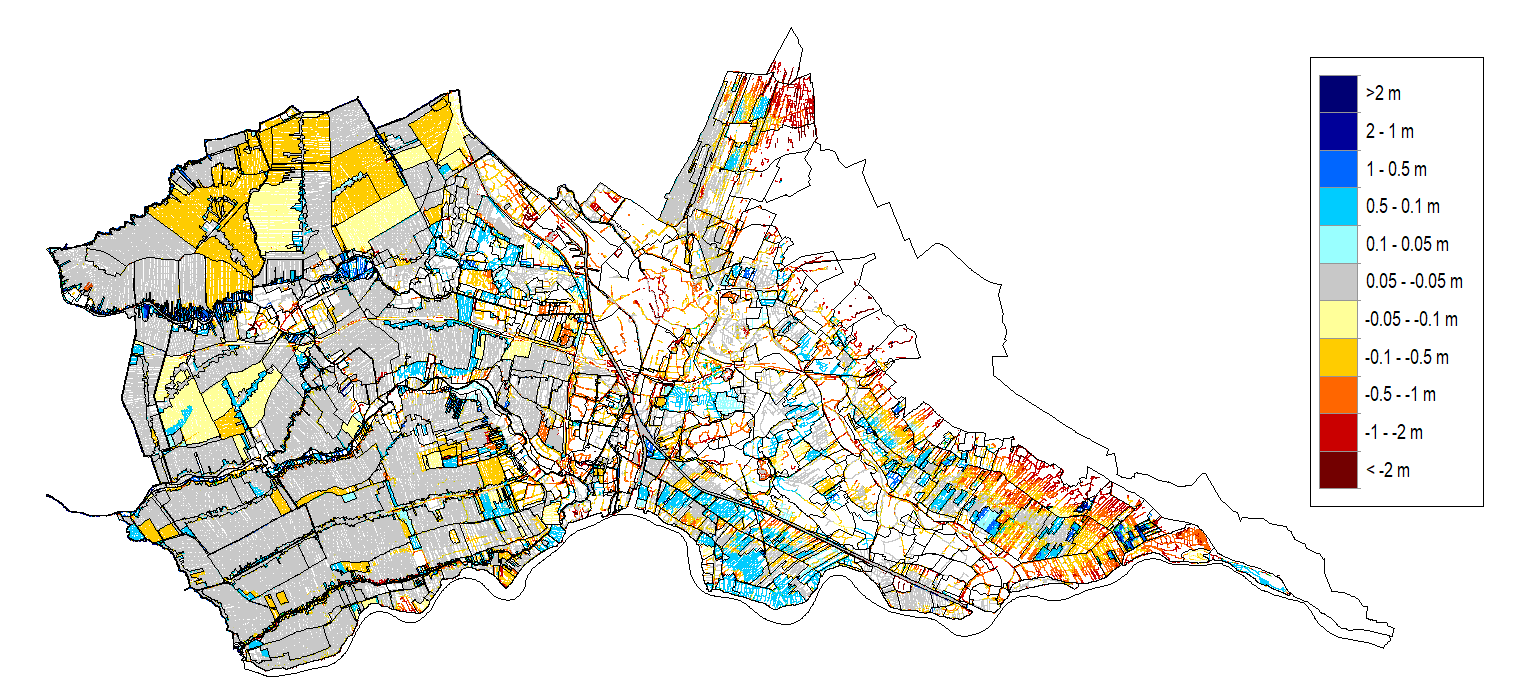 >2 m
2 - 1 m
1 - 0.5 m
0.5 - 0.1 m
0.1 - 0.05 m
0.05 - -0.05 m
-0.05 - -0.1 m
-0.1 - -0.5 m
-0.5 - -1 m
-1 - -2 m
< -2 m